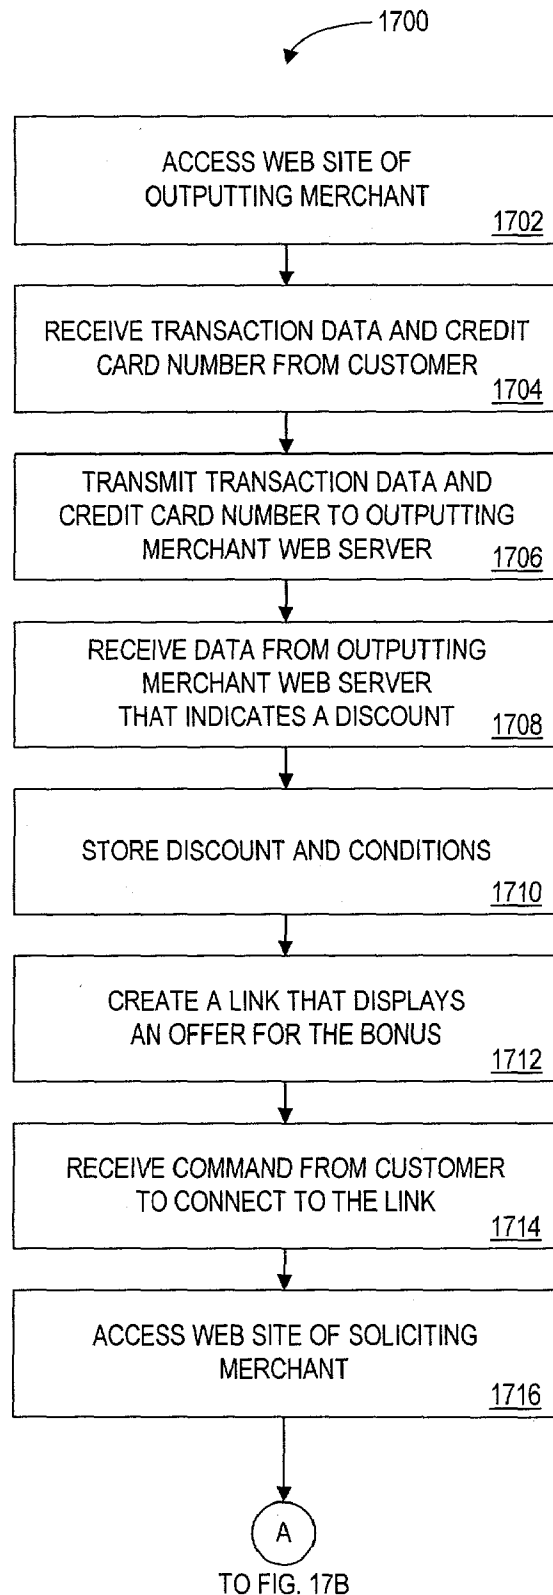 1700
ACCESS WEB SITE OF
OUTPUTTING MERCHANT
1702
RECEIVE TRANSACTION DATA AND CREDIT
CARD NUMBER FROM CUSTOMER
1704
TRANSMIT TRANSACTION DATA AND
CREDIT CARD NUMBER TO OUTPUTTING
MERCHANT WEB SERVER
1706
RECEIVE DATA FROM OUTPUTTING
MERCHANT WEB SERVER
THAT INDICATES A DISCOUNT
1708
STORE DISCOUNT AND CONDITIONS
1710
CREATE A LINK THAT DISPLAYS
AN OFFER FOR THE BONUS
1712
RECEIVE COMMAND FROM CUSTOMER
TO CONNECT TO THE LINK
1714
ACCESS WEB SITE OF SOLICITING
MERCHANT
1716
A
TO FIG. 17B